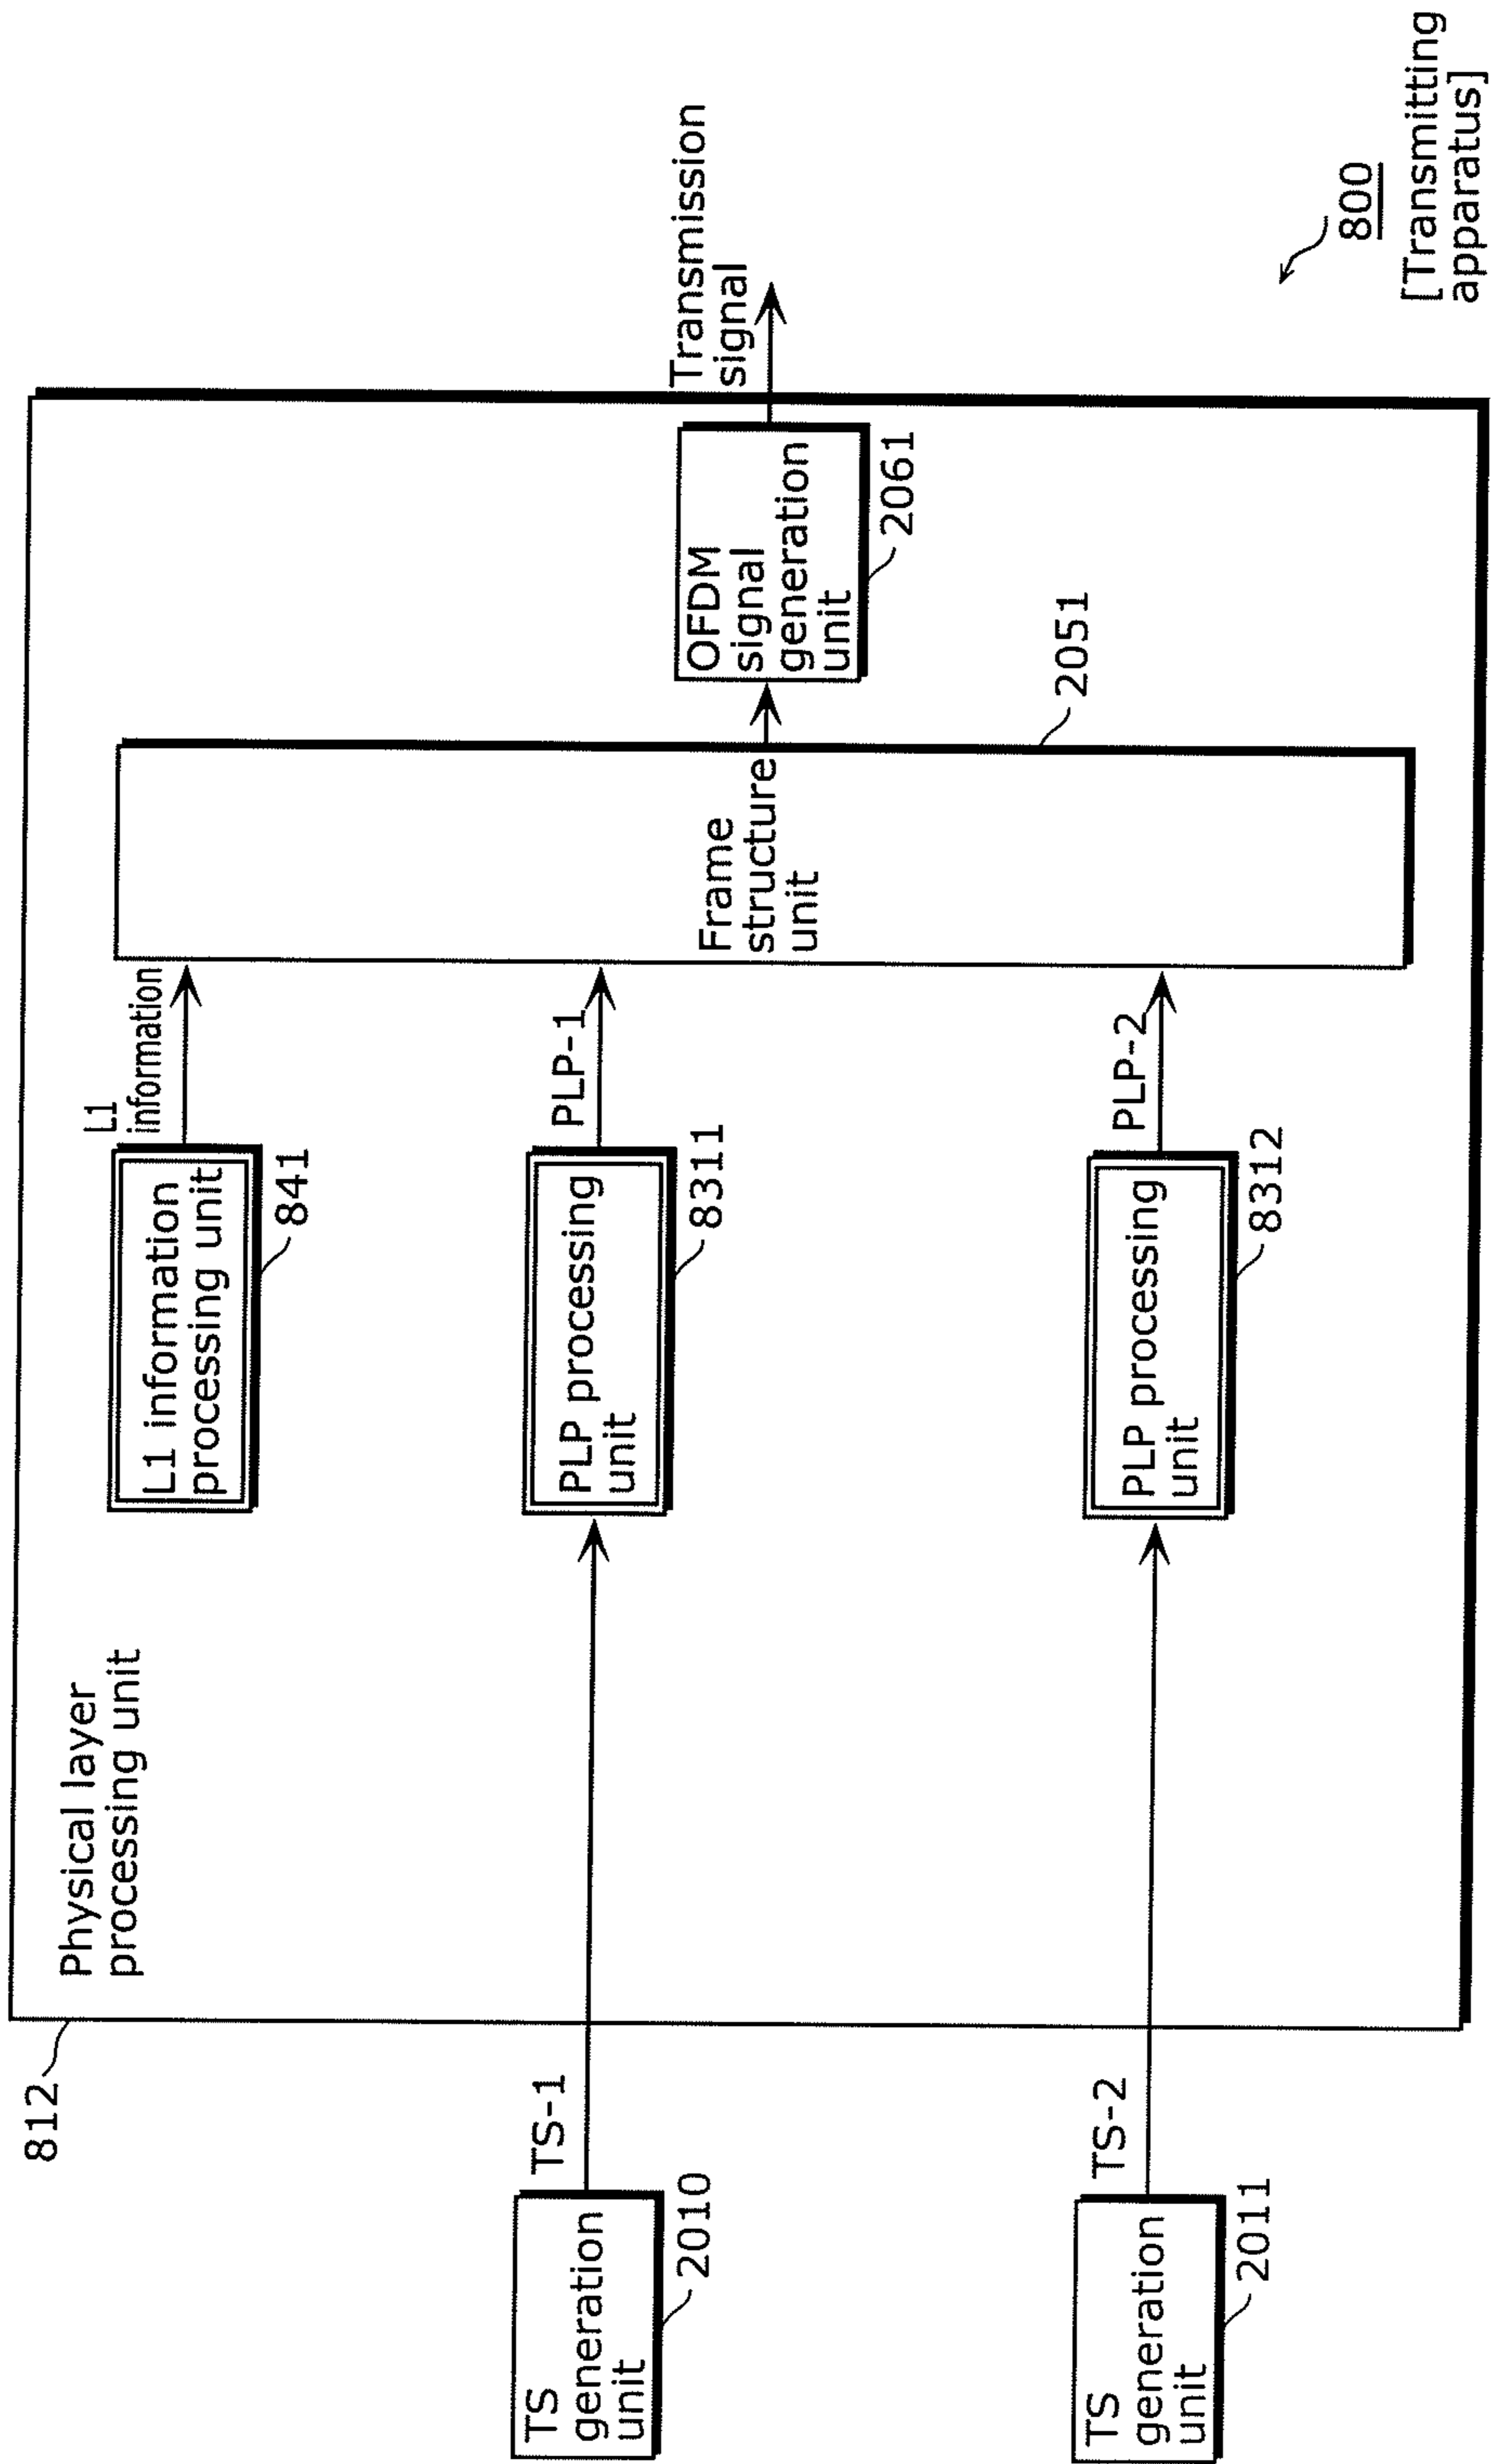 812
Physical layer
processing unit
L1 information
processing unit
841
L1
information
TS
generation
unit
2010
TS-1
PLP processing
unit
8311
PLP-1
TS
generation
unit
2011
TS-2
PLP processing
unit
8312
PLP-2
Frame
structure
unit
2051
OFDM
signal
generation
unit
2061
Transmission
signal
800
[Transmitting
apparatus]